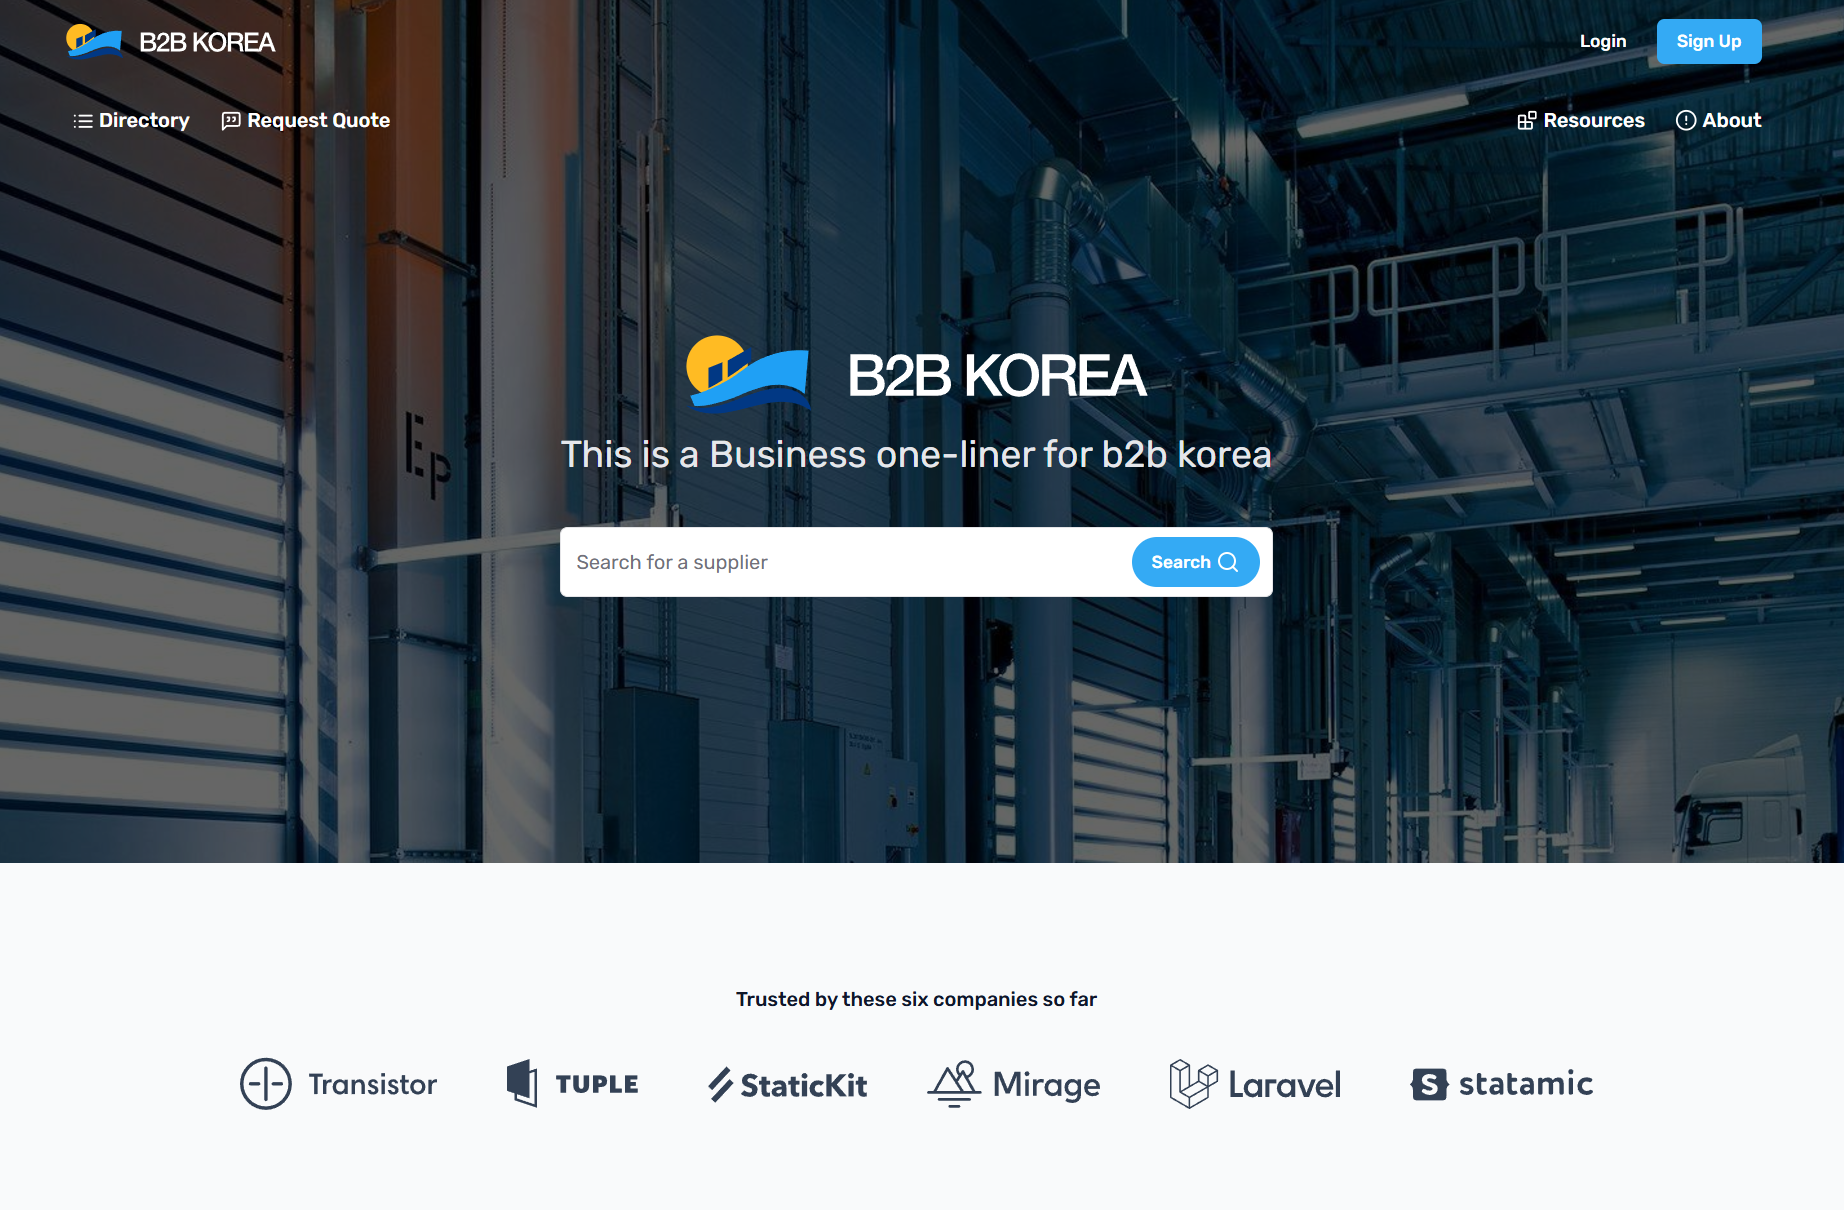 B2B KOREA
Login
Sign Up
Directory
Request Quote
Resources
About
Ep
B2B KOREA
This is a Business one-liner for b2b korea
Search for a supplier
Search
Trusted by these six companies so far
Transistor
TUPLE
StaticKit
Mirage
Laravel
statamic